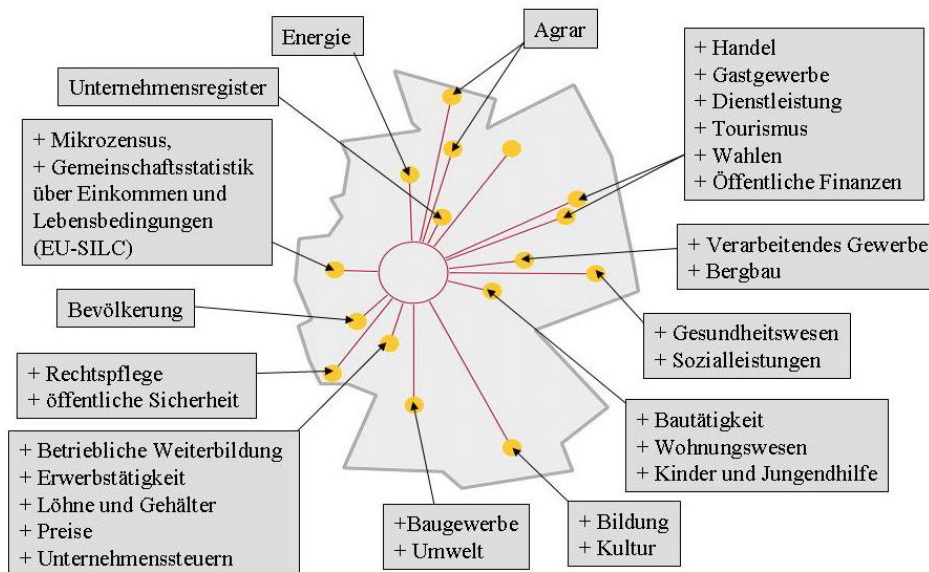 Energie
Agrar
Unternehmensregister
+ Handel
+ Gastgewerbe
+ Dienstleistung
+ Tourismus
+ Wahlen
+ Öffentliche Finanzen
+ Mikrozensus,
+ Gemeinschaftsstatistik
über Einkommen und
Lebensbedingungen
(EU-SILC)
+ Verarbeitendes Gewerbe
+ Bergbau
Bevölkerung
+ Gesundheitswesen
+ Sozialleistungen
+ Rechtspflege
+ öffentliche Sicherheit
+ Bautätigkeit
+ Wohnungswesen
+ Kinder und Jungendhilfe
+ Betriebliche Weiterbildung
+ Erwerbstätigkeit
+ Löhne und Gehälter
+ Preise
+ Unternehmenssteuern
+Baugewerbe
+ Umwelt
+ Bildung
+ Kultur